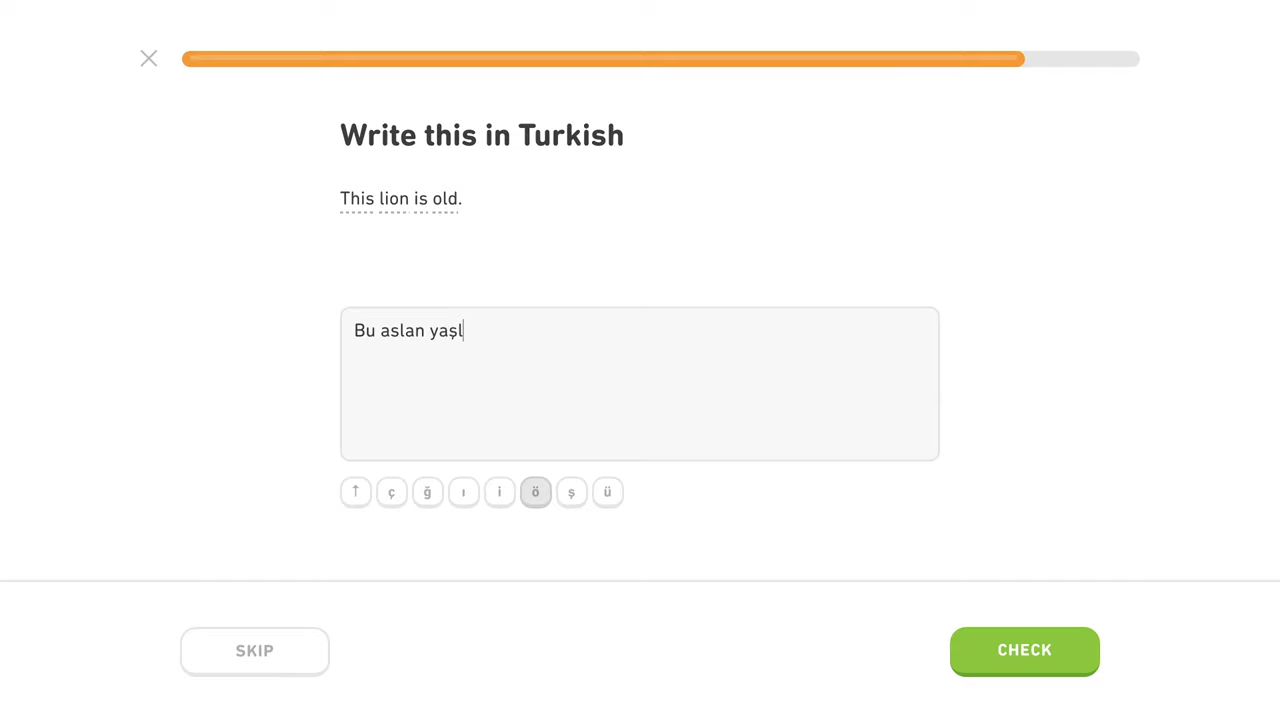 Write this in Turkish
This lion is old.
Bu aslan yaşl
↑ ç ğ ı i ö ş ü
SKIP
CHECK